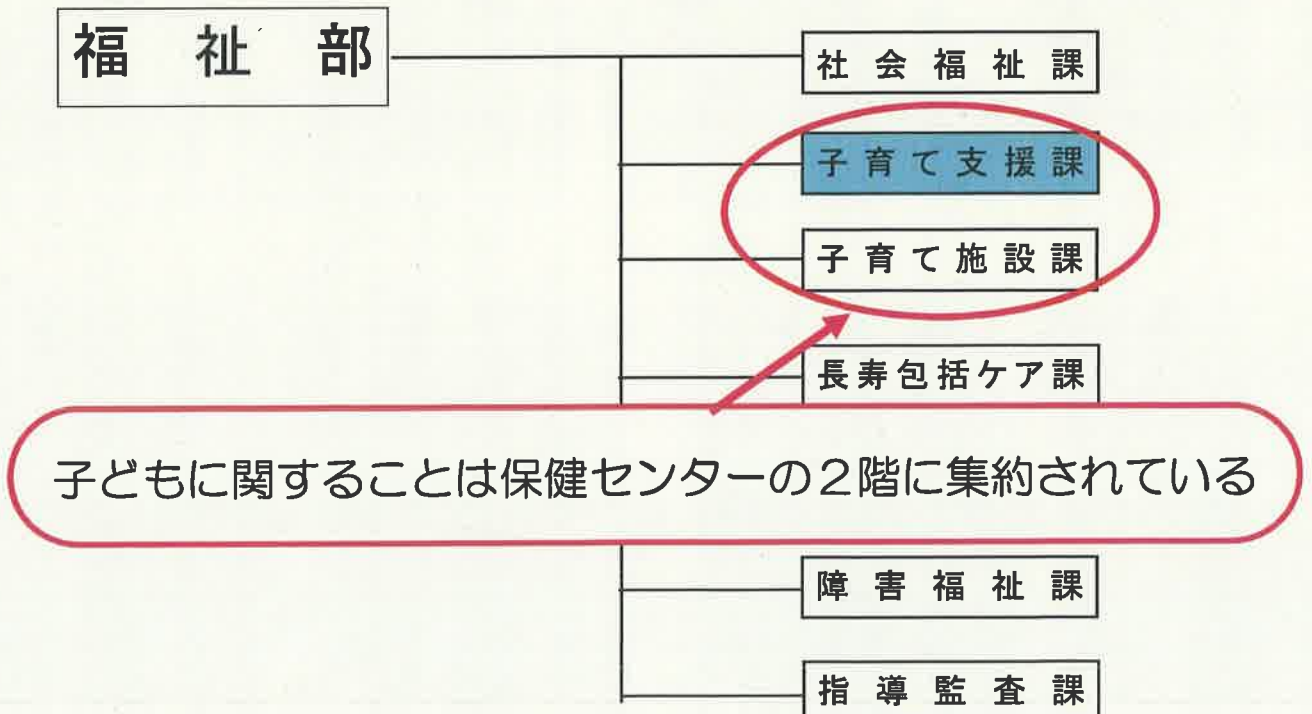 福祉部
社会福祉課
子育て支援課
子育て施設課
長寿包括ケア課
子どもに関することは保健センターの2階に集約されている
障害福祉課
指導監査課